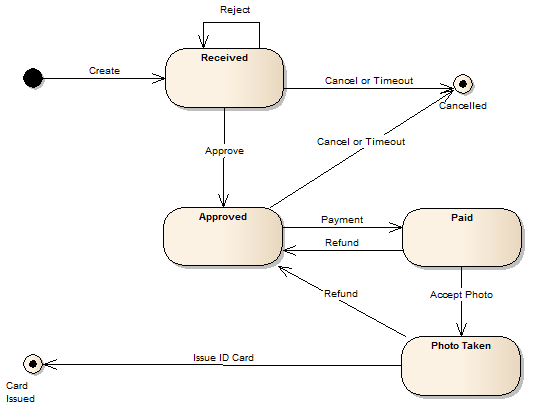 Reject
Received
Create
Cancel or Timeout
Cancelled
Cancel or Timeout
Approve
Approved
Payment
Paid
Refund
Refund
Accept Photo
Photo Taken
Issue ID Card
Card
Issued